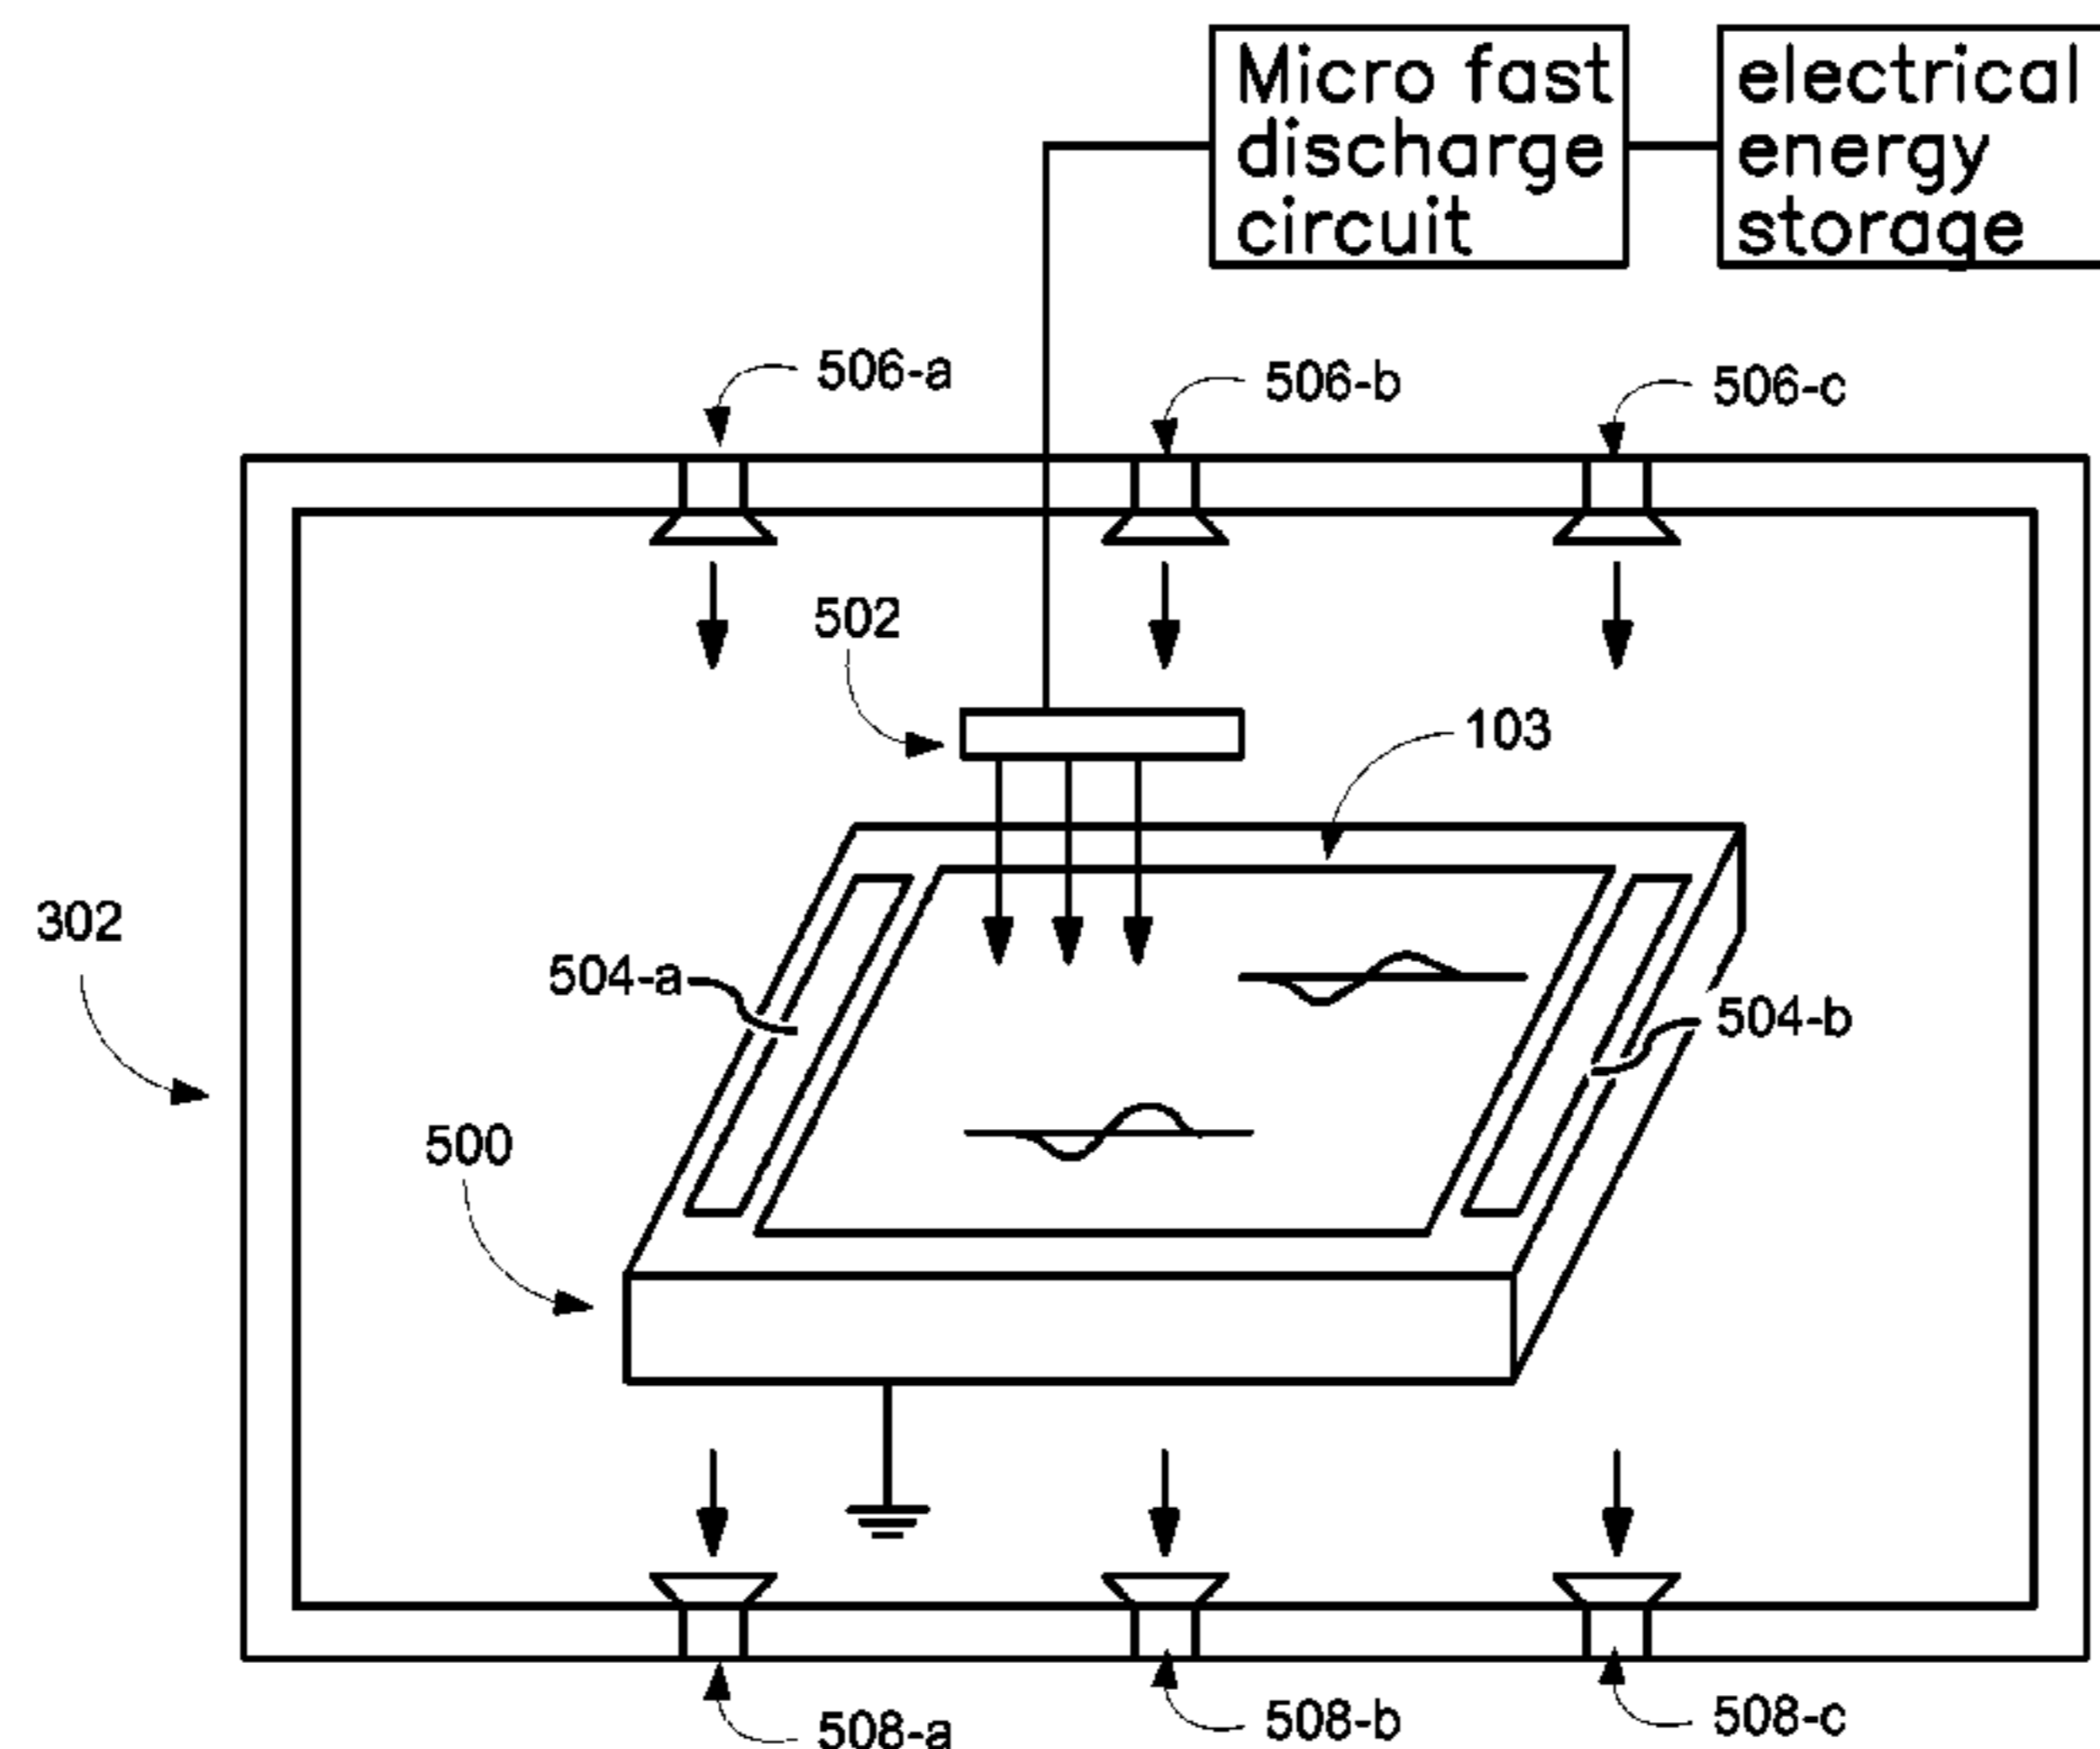 Micro fast
discharge
circuit
electrical
energy
storage
506-a
506-b
506-c
502
103
302
504-a
504-b
500
508-a
508-b
508-c